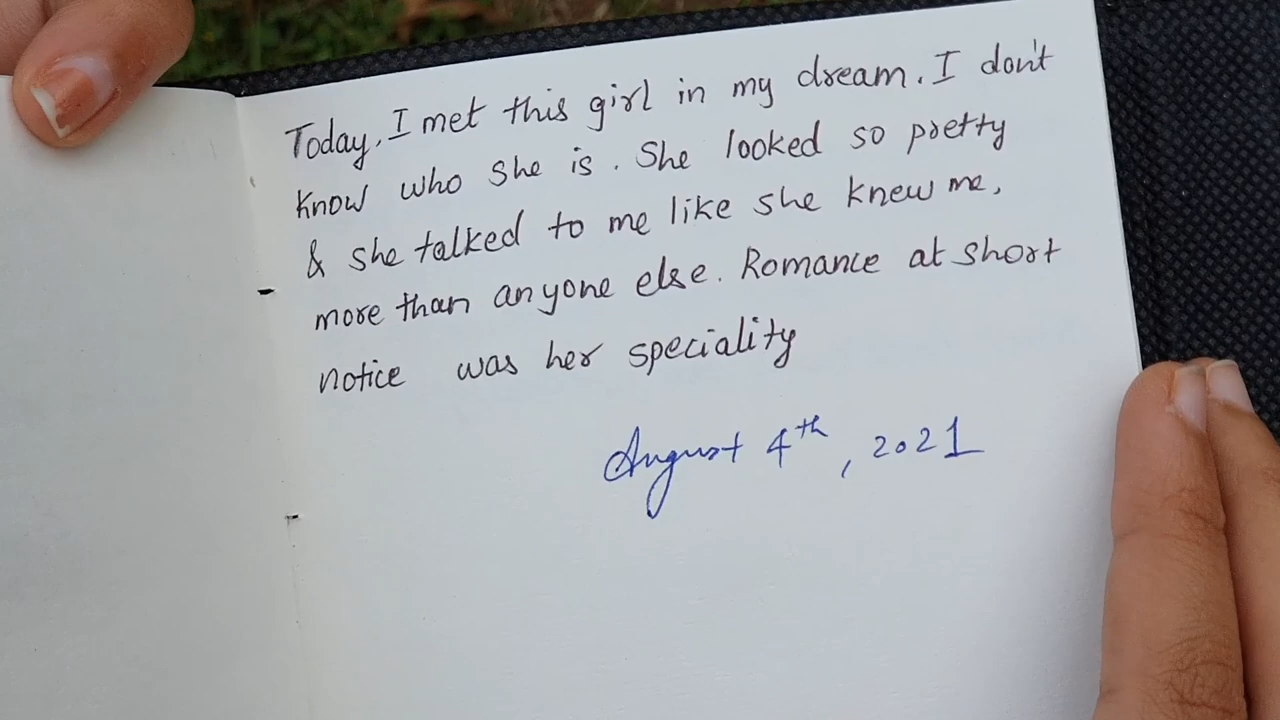 Today, I met this girl in my dream. I don't
know who she is. She looked so pretty
& she talked to me like she knew me,
more than anyone else. Romance at short
notice was her speciality
August 4th, 2021